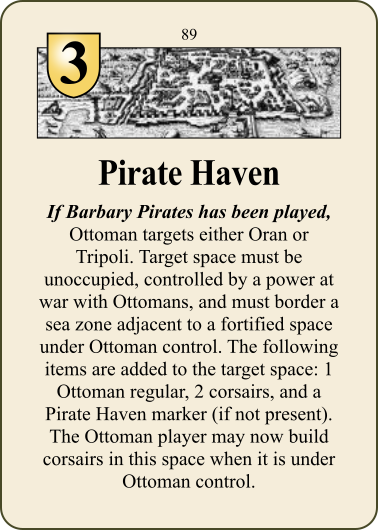 89
3
Pirate Haven
If Barbary Pirates has been played,
Ottoman targets either Oran or
Tripoli. Target space must be
unoccupied, controlled by a power at
war with Ottomans, and must border a
sea zone adjacent to a fortified space
under Ottoman control. The following
items are added to the target space: 1
Ottoman regular, 2 corsairs, and a
Pirate Haven marker (if not present).
The Ottoman player may now build
corsairs in this space when it is under
Ottoman control.